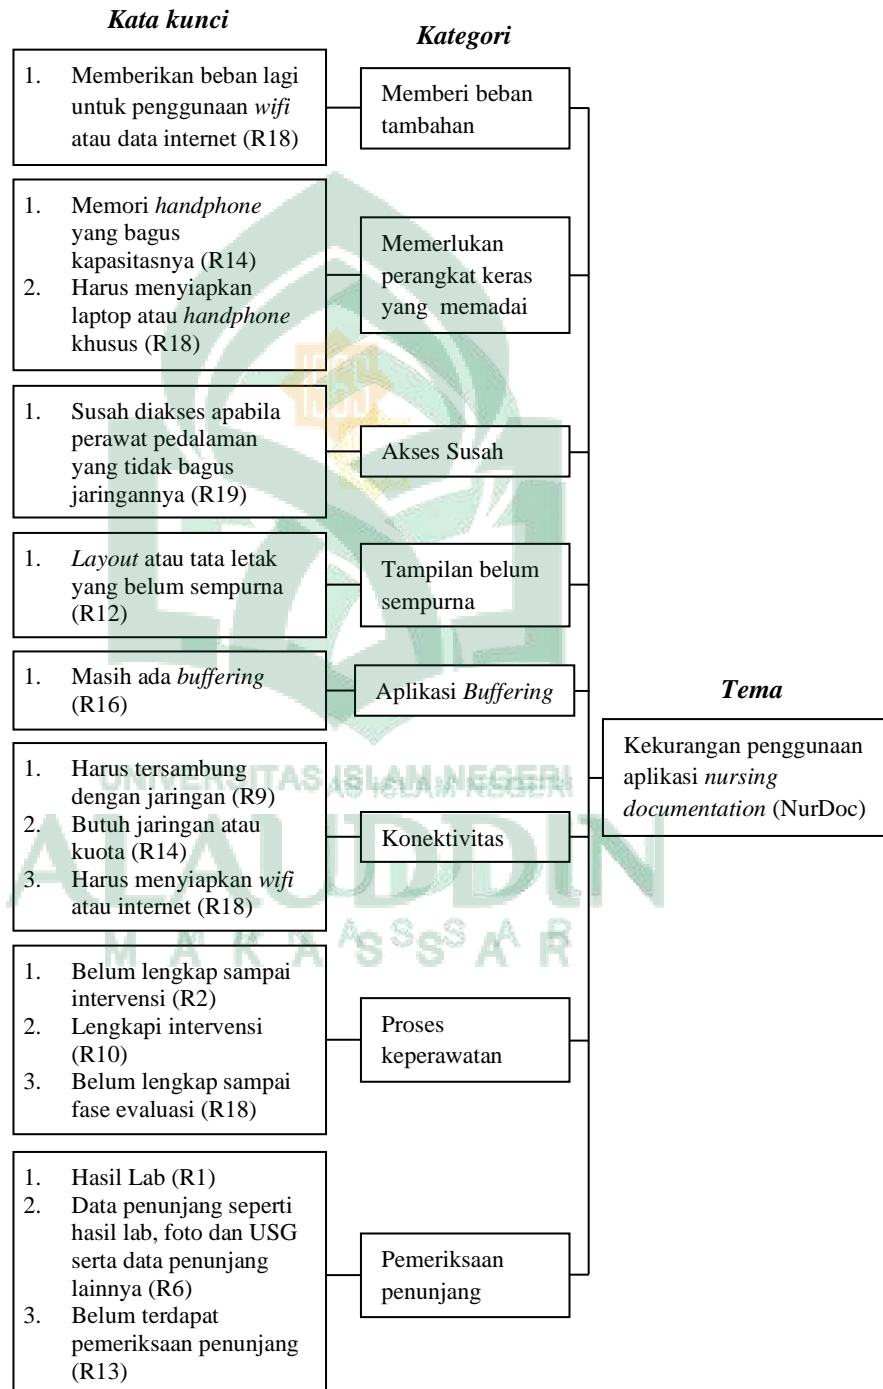 Kata kunci
Kategori
1. Memberikan beban lagi
untuk penggunaan wifi
atau data internet (R18)
Memberi beban
tambahan
1. Memori handphone
yang bagus
kapasitasnya (R14)
2. Harus menyiapkan
laptop atau handphone
khusus (R18)
Memerlukan
perangkat keras
yang memadai
1. Susah diakses apabila
perawat pedalaman
yang tidak bagus
jaringannya (R19)
Akses Susah
1. Layout atau tata letak
yang belum sempurna
(R12)
Tampilan belum
sempurna
1. Masih ada buffering
(R16)
Aplikasi Buffering
Tema
Kekurangan penggunaan
aplikasi nursing
documentation (NurDoc)
1. Harus tersambung
dengan jaringan (R9)
2. Butuh jaringan atau
kuota (R14)
3. Harus menyiapkan wifi
atau internet (R18)
Konektivitas
1. Belum lengkap sampai
intervensi (R2)
2. Lengkapi intervensi
(R10)
3. Belum lengkap sampai
fase evaluasi (R18)
Proses
keperawatan
1. Hasil Lab (R1)
2. Data penunjang seperti
hasil lab, foto dan USG
serta data penunjang
lainnya (R6)
3. Belum terdapat
pemeriksaan penunjang
(R13)
Pemeriksaan
penunjang
1965
UNIVERSITAS ISLAM NEGERI
ALAUDDIN
MAKASSAR